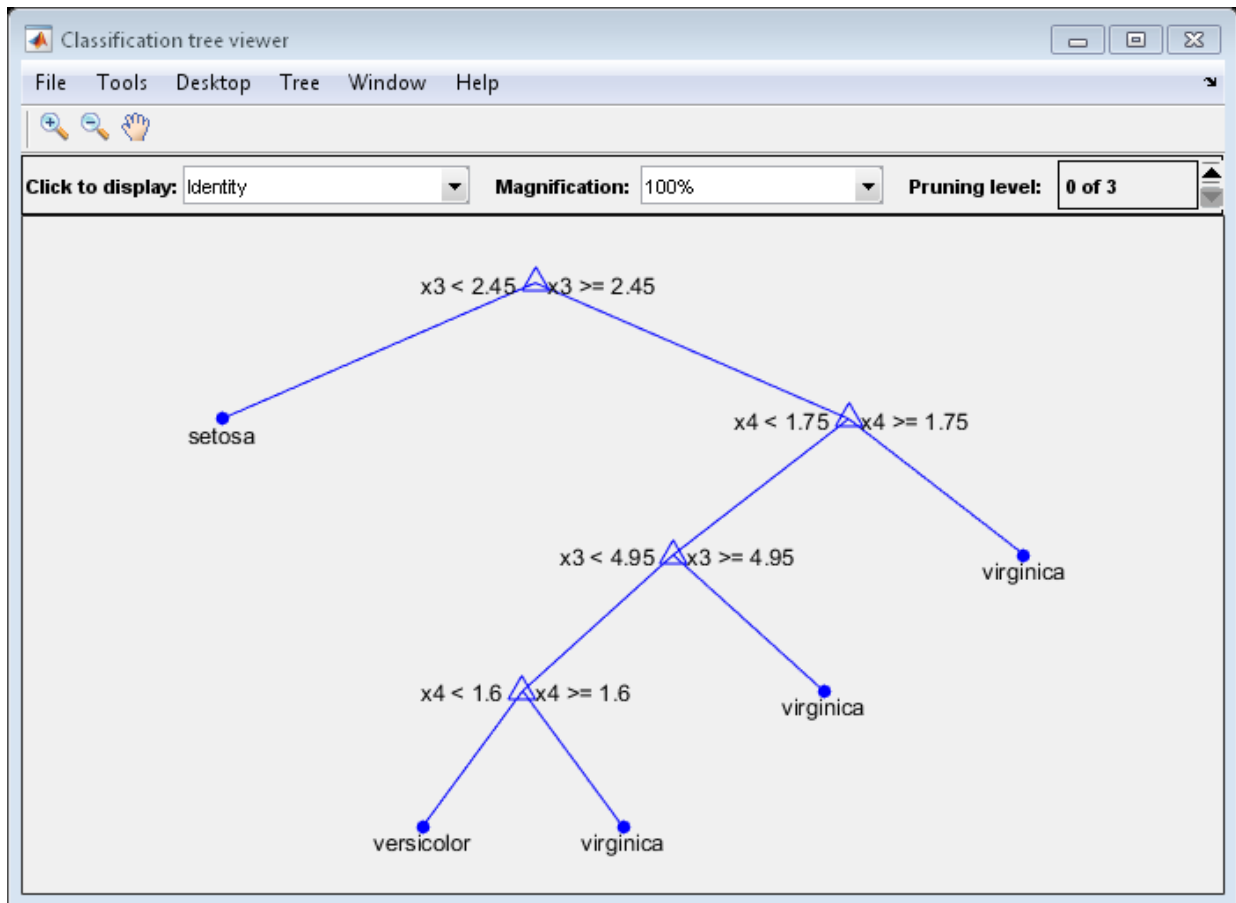 Classification tree viewer
File Tools Desktop Tree Window Help
Click to display: Identity Magnification: 100% Pruning level: 0 of 3
x3 < 2.45 x3 >= 2.45
setosa
x4 < 1.75 x4 >= 1.75
x3 < 4.95 x3 >= 4.95
virginica
x4 < 1.6 x4 >= 1.6
virginica
versicolor virginica